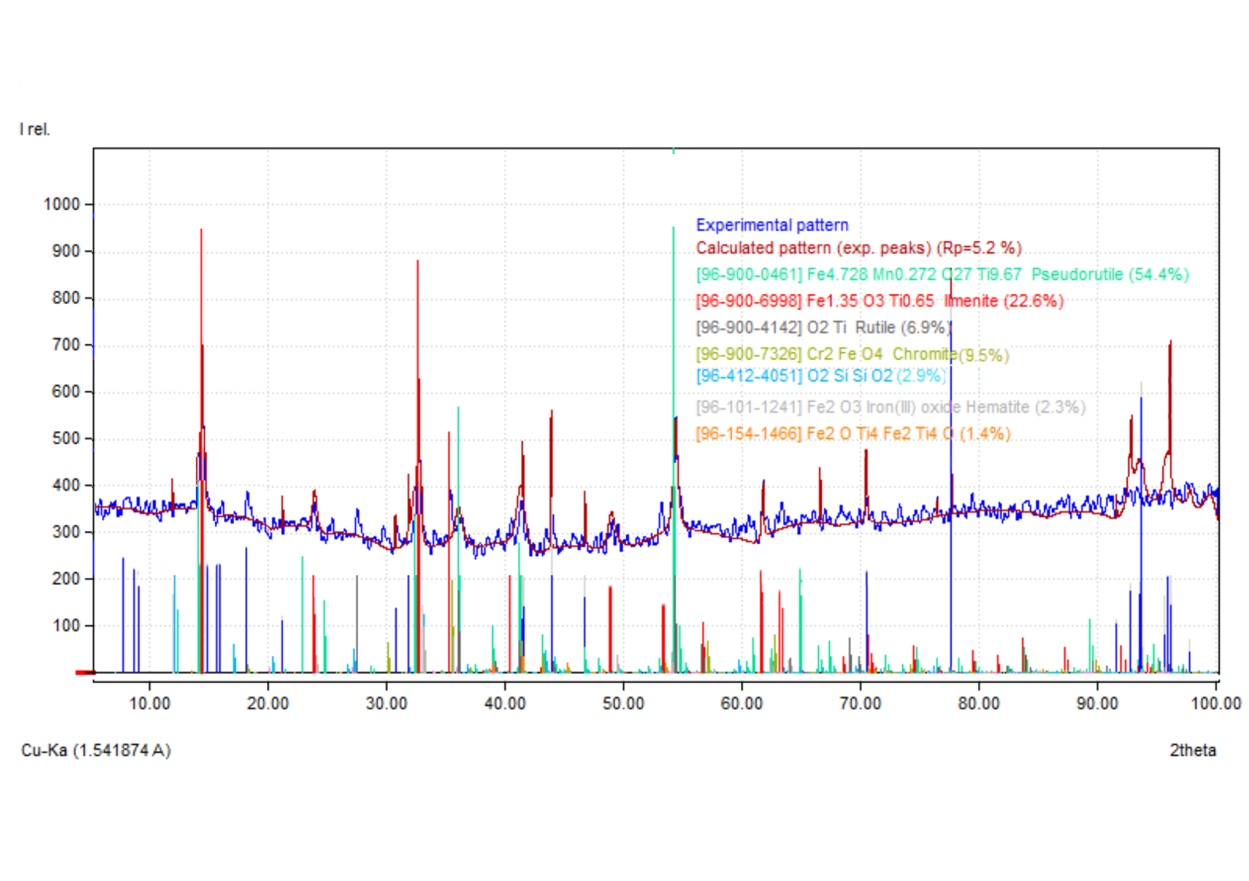 I rel.
1000
900
800
700
600
500
400
300
200
100
Experimental pattern
Calculated pattern (exp. peaks) (Rp=5.2 %)
[96-900-0461] Fe4.728 Mn0.272 O27 Ti9.67 Pseudorutile (54.4%)
[96-900-6998] Fe1.35 O3 Ti0.65 Ilmenite (22.6%)
[96-900-4142] O2 Ti Rutile (6.9%)
[96-900-7326] Cr2 Fe O4 Chromite(9.5%)
[96-412-4051] O2 Si Si O2 (2.9%)
[96-101-1241] Fe2 O3 Iron(III) oxide Hematite (2.3%)
[96-154-1466] Fe2 O Ti4 Fe2 Ti4 O (1.4%)
10.00 20.00 30.00 40.00 50.00 60.00 70.00 80.00 90.00 100.00
Cu-Ka (1.541874 A) 2theta